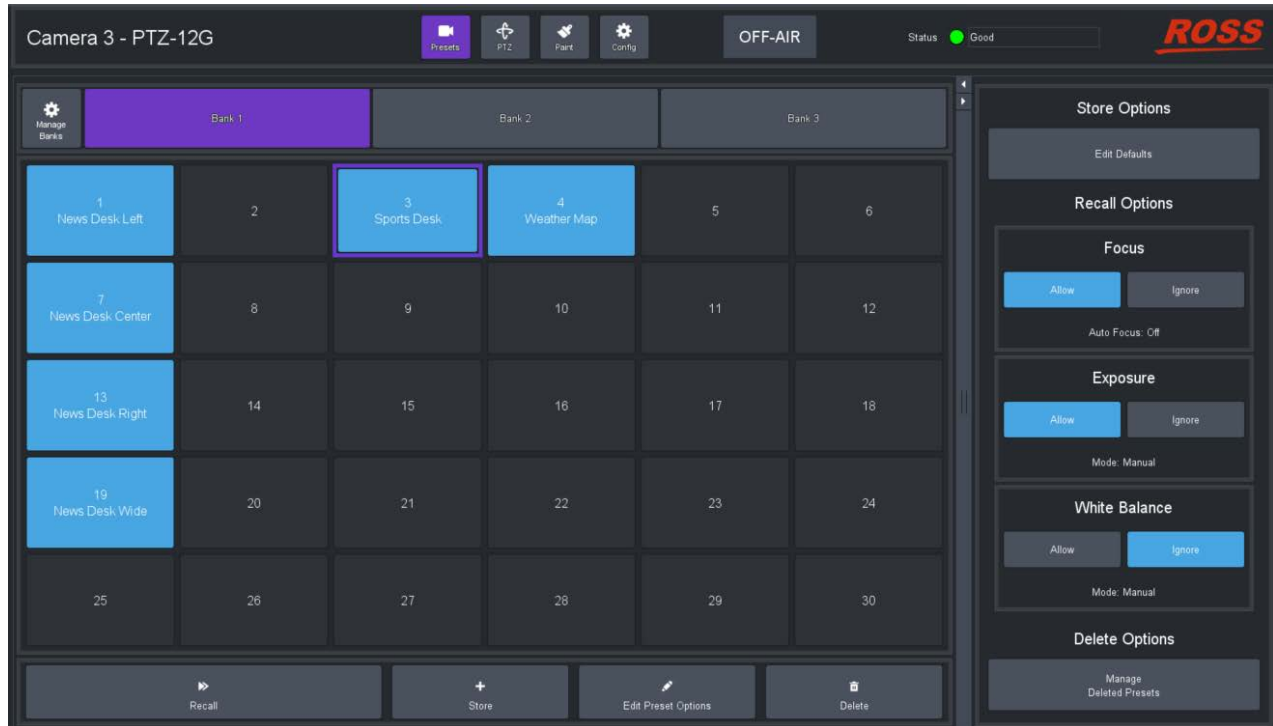 Camera 3 - PTZ-12G
Presets
PTZ
Paint
Config
OFF-AIR
Status
Good
ROSS
Manage
Banks
Bank 1
Bank 2
Bank 3
1
News Desk Left
2
3
Sports Desk
4
Weather Map
5
6
7
News Desk Center
8
9
10
11
12
13
News Desk Right
14
15
16
17
18
19
News Desk Wide
20
21
22
23
24
25
26
27
28
29
30
Recall
Store
Edit Preset Options
Delete
Store Options
Edit Defaults
Recall Options
Focus
Allow
Ignore
Auto Focus: Off
Exposure
Allow
Ignore
Mode: Manual
White Balance
Allow
Ignore
Mode: Manual
Delete Options
Manage
Deleted Presets